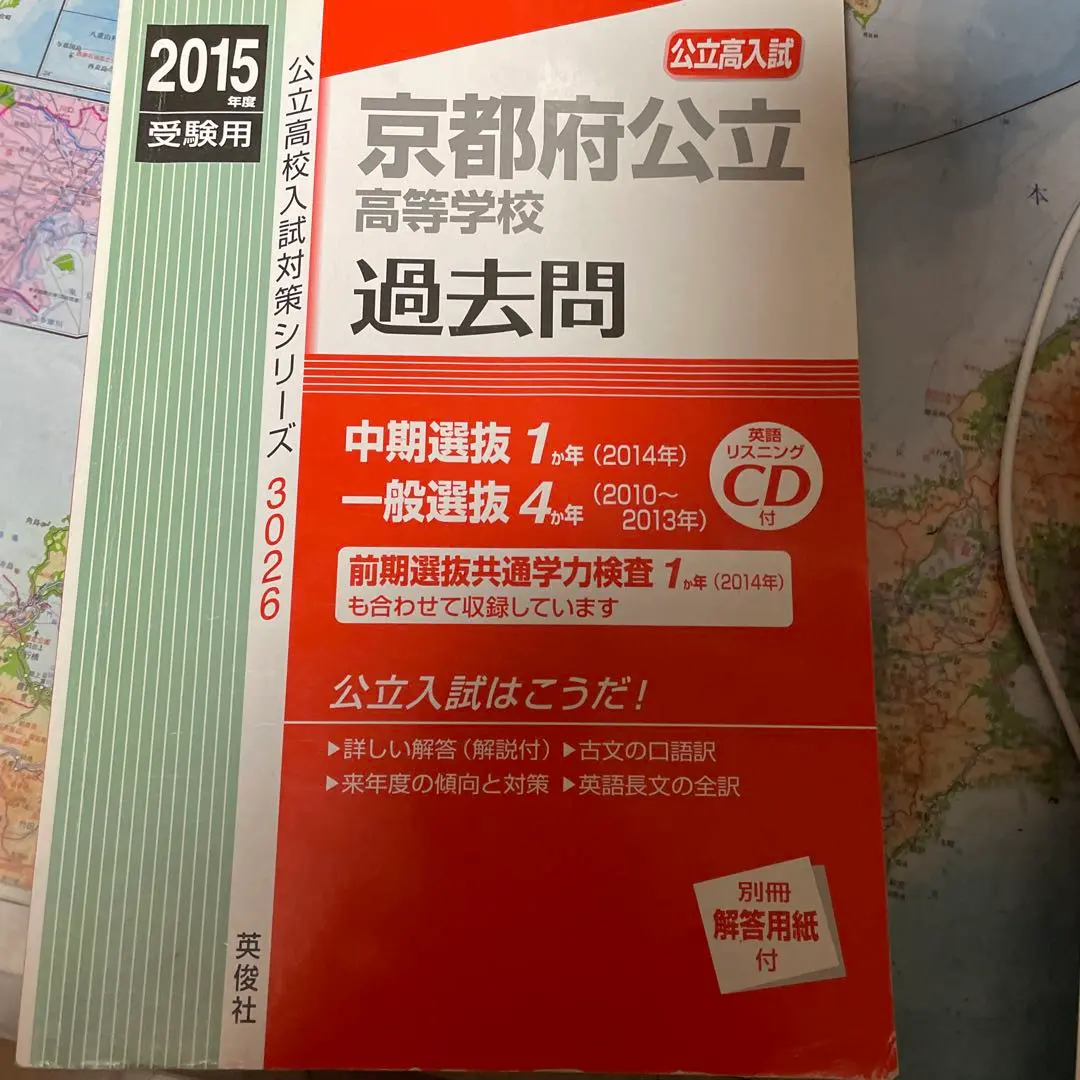 2015
年度
受験用
公立高校入試対策シリーズ 3026
英俊社
公立高入試
京都府公立
高等学校
過去問
中期選抜 1か年 (2014年)
一般選抜 4か年 (2010～
2013年)
英語
リスニング
CD
付
前期選抜共通学力検査 1か年 (2014年)
も合わせて収録しています
公立入試はこうだ!
▶詳しい解答(解説付) ▶古文の口語訳
▶来年度の傾向と対策 ▶英語長文の全訳
別冊
解答用紙
付
本